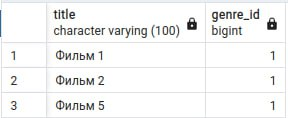 title genre_id
character varying (100) bigint
1 Фильм 1 1
2 Фильм 2 1
3 Фильм 5 1